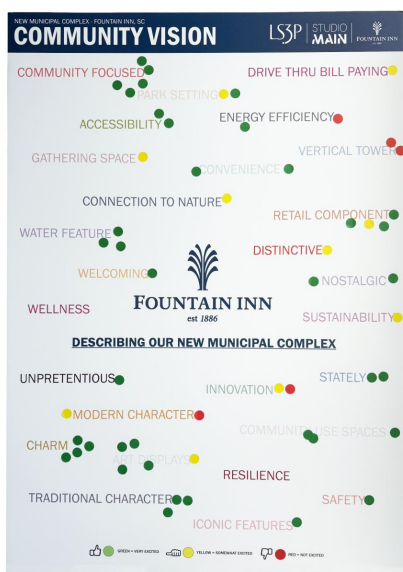 NEW MUNICIPAL COMPLEX - FOUNTAIN INN, SC
COMMUNITY VISION
LS3P
STUDIO MAIN
FOUNTAIN INN
COMMUNITY FOCUSED
DRIVE THRU BILL PAYING
PARK SETTING
ACCESSIBILITY
ENERGY EFFICIENCY
GATHERING SPACE
VERTICAL TOWER
CONVENIENCE
CONNECTION TO NATURE
RETAIL COMPONENT
WATER FEATURE
DISTINCTIVE
WELCOMING
NOSTALGIC
WELLNESS
FOUNTAIN INN
est 1886
SUSTAINABILITY
DESCRIBING OUR NEW MUNICIPAL COMPLEX
UNPRETENTIOUS
STATELY
INNOVATION
MODERN CHARACTER
COMMUNITY USE SPACES
CHARM
ART DISPLAYS
RESILIENCE
TRADITIONAL CHARACTER
SAFETY
ICONIC FEATURES
GREEN = VERY EXCITED
YELLOW = SOMEWHAT EXCITED
RED = NOT EXCITED